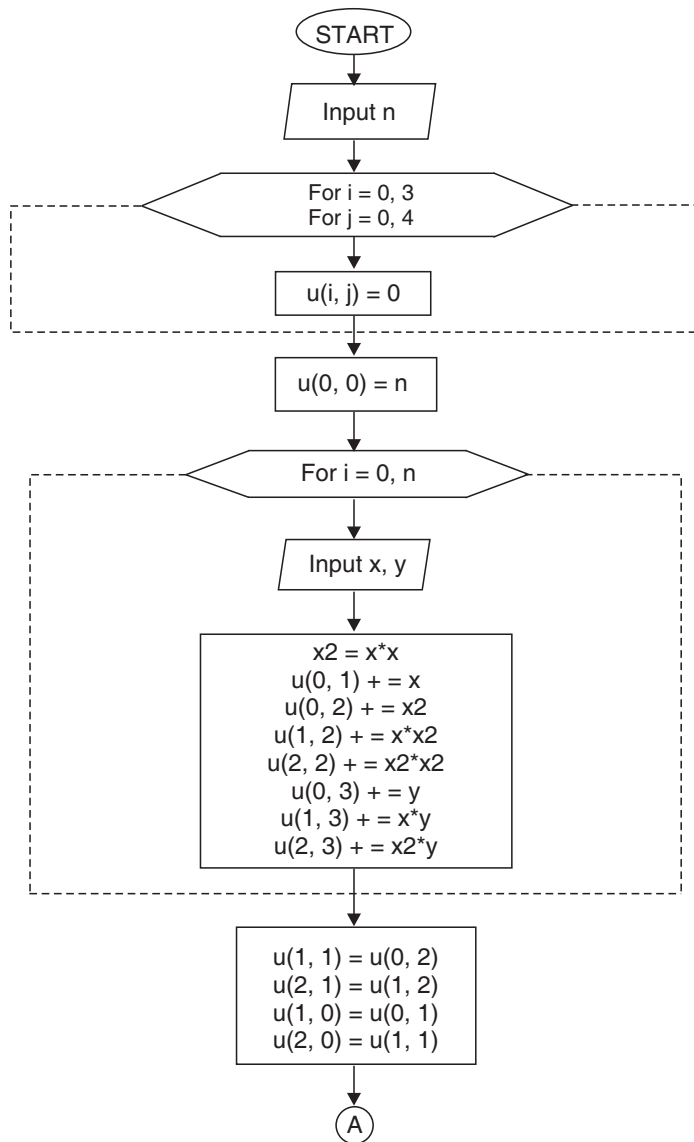 START
Input n
For i = 0, 3
For j = 0, 4
u(i, j) = 0
u(0, 0) = n
For i = 0, n
Input x, y
x2 = x*x
u(0, 1) + = x
u(0, 2) + = x2
u(1, 2) + = x*x2
u(2, 2) + = x2*x2
u(0, 3) + = y
u(1, 3) + = x*y
u(2, 3) + = x2*y
u(1, 1) = u(0, 2)
u(2, 1) = u(1, 2)
u(1, 0) = u(0, 1)
u(2, 0) = u(1, 1)
A